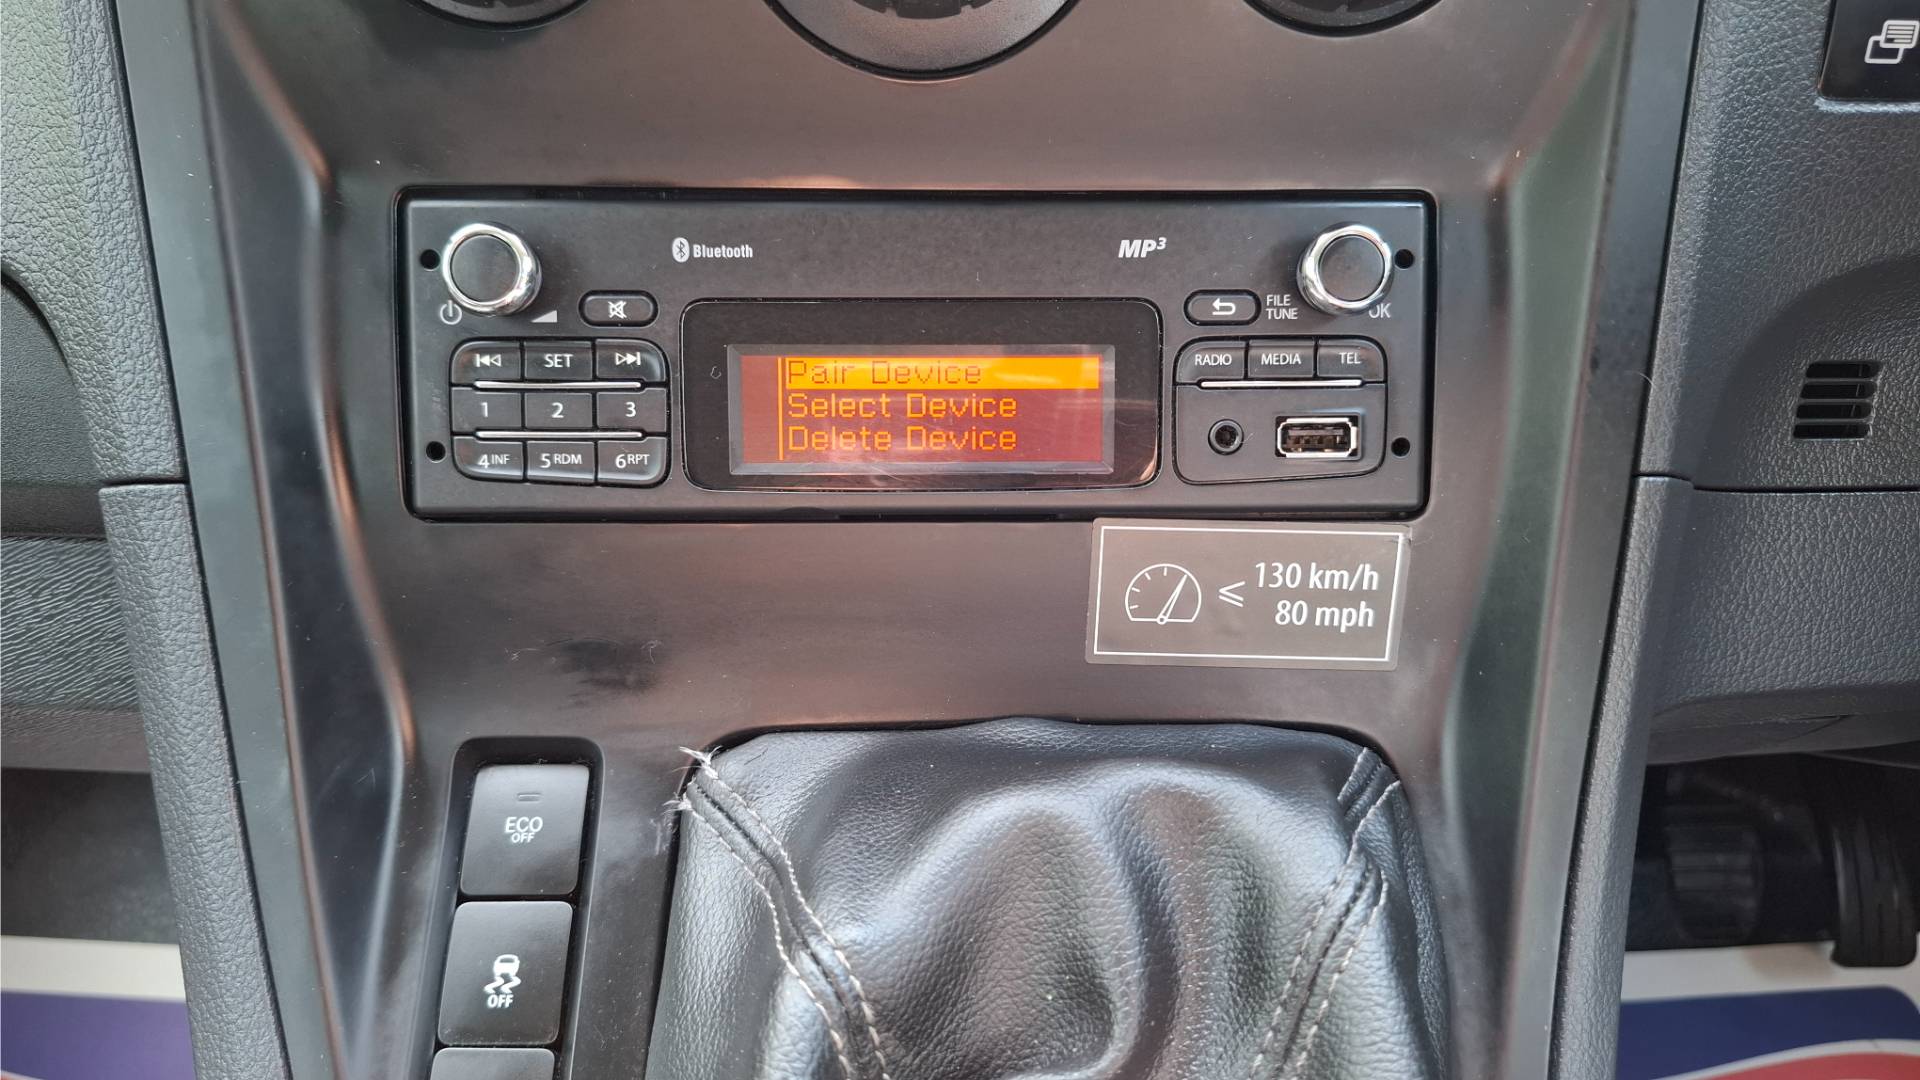 Bluetooth
MP3
FILE
TUNE
OK
SET
RADIO
MEDIA
TEL
Pair Device
Select Device
Delete Device
1
2
3
4 INF
5 RDM
6 RPT
≤ 130 km/h
80 mph
ECO
OFF
OFF